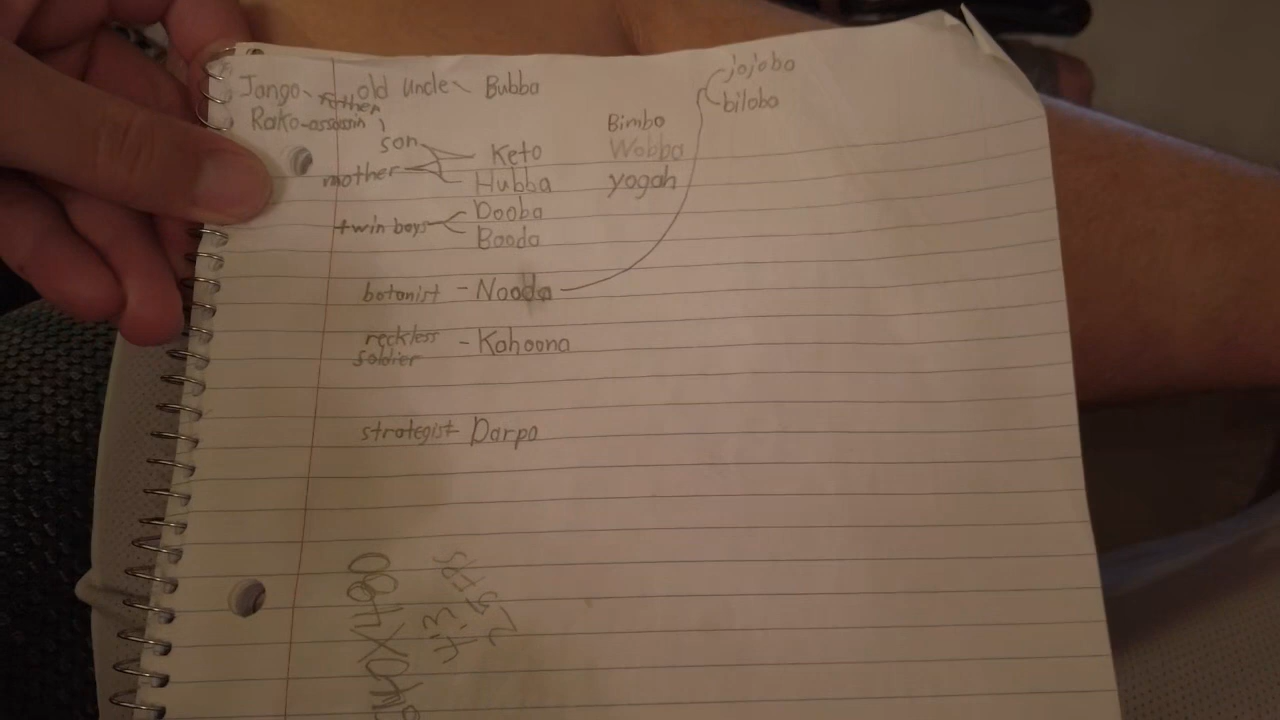 jojoba
Jango - father old uncle - Bubba
biloba
Rako-assassin
Bimbo
son Keto
Wobba
mother Hubba
yogah
twin boys Dooba
Booda
botanist - Nooda
reckless - Kahoona
soldier
strategist - Darpo